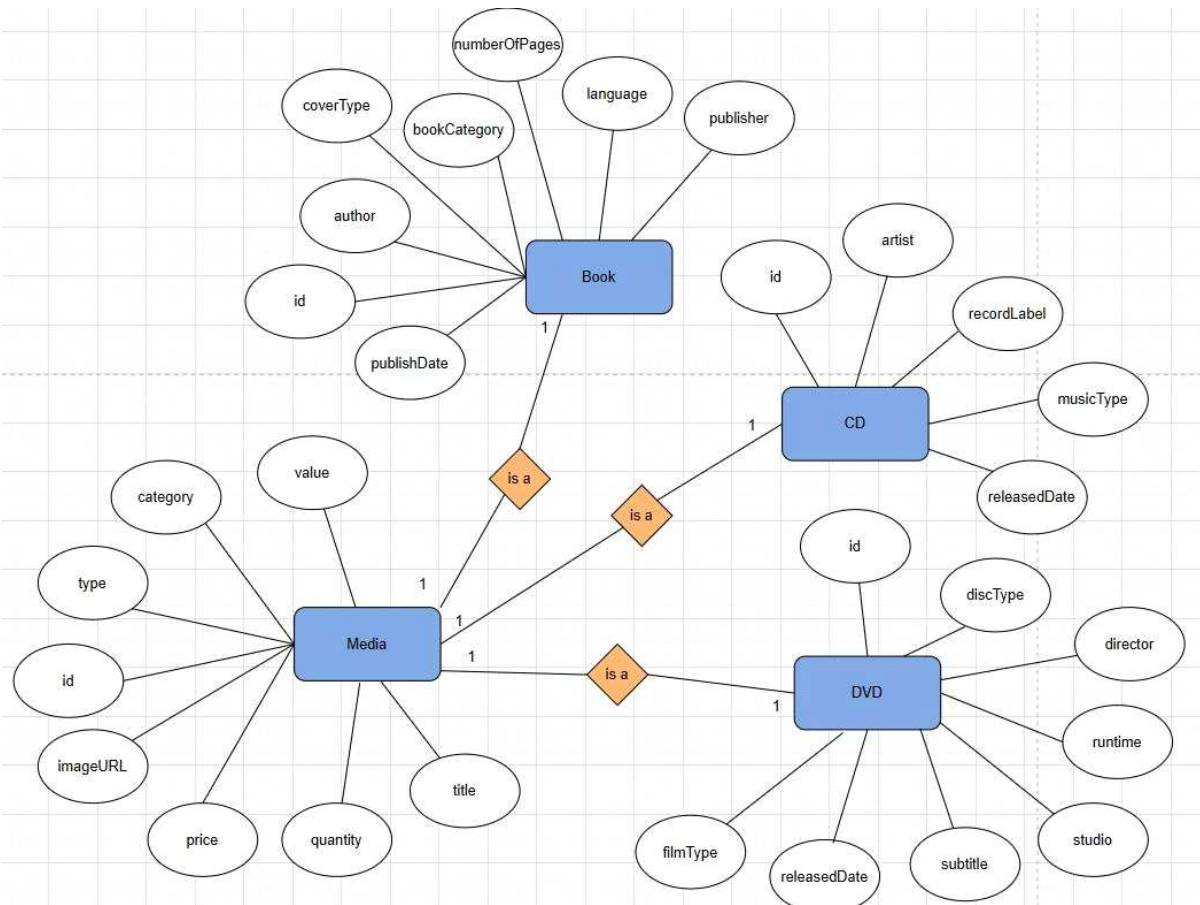 numberOfPages
language
coverType
publisher
bookCategory
author
artist
Book
id
id
recordLabel
1
publishDate
musicType
CD
1
value
is a
category
releasedDate
is a
id
type
1
discType
1
Media
director
1
is a
id
DVD
1
runtime
imageURL
title
price
quantity
studio
filmType
subtitle
releasedDate